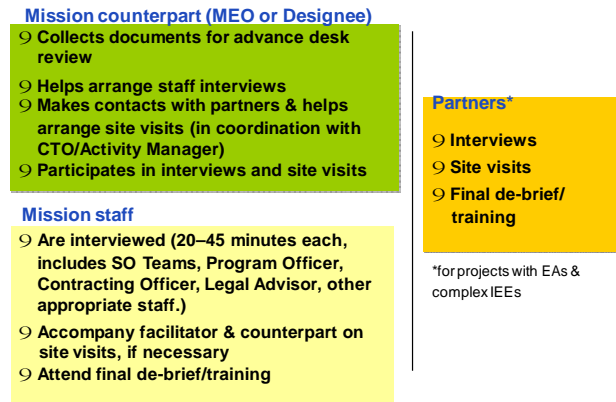 Mission counterpart (MEO or Designee)
9 Collects documents for advance desk
review
9 Helps arrange staff interviews
9 Makes contacts with partners & helps
arrange site visits (in coordination with
CTO/Activity Manager)
9 Participates in interviews and site visits
Mission staff
9 Are interviewed (20–45 minutes each,
includes SO Teams, Program Officer,
Contracting Officer, Legal Advisor, other
appropriate staff.)
9 Accompany facilitator & counterpart on
site visits, if necessary
9 Attend final de-brief/training
Partners*
9 Interviews
9 Site visits
9 Final de-brief/
training
*for projects with EAs &
complex IEEs